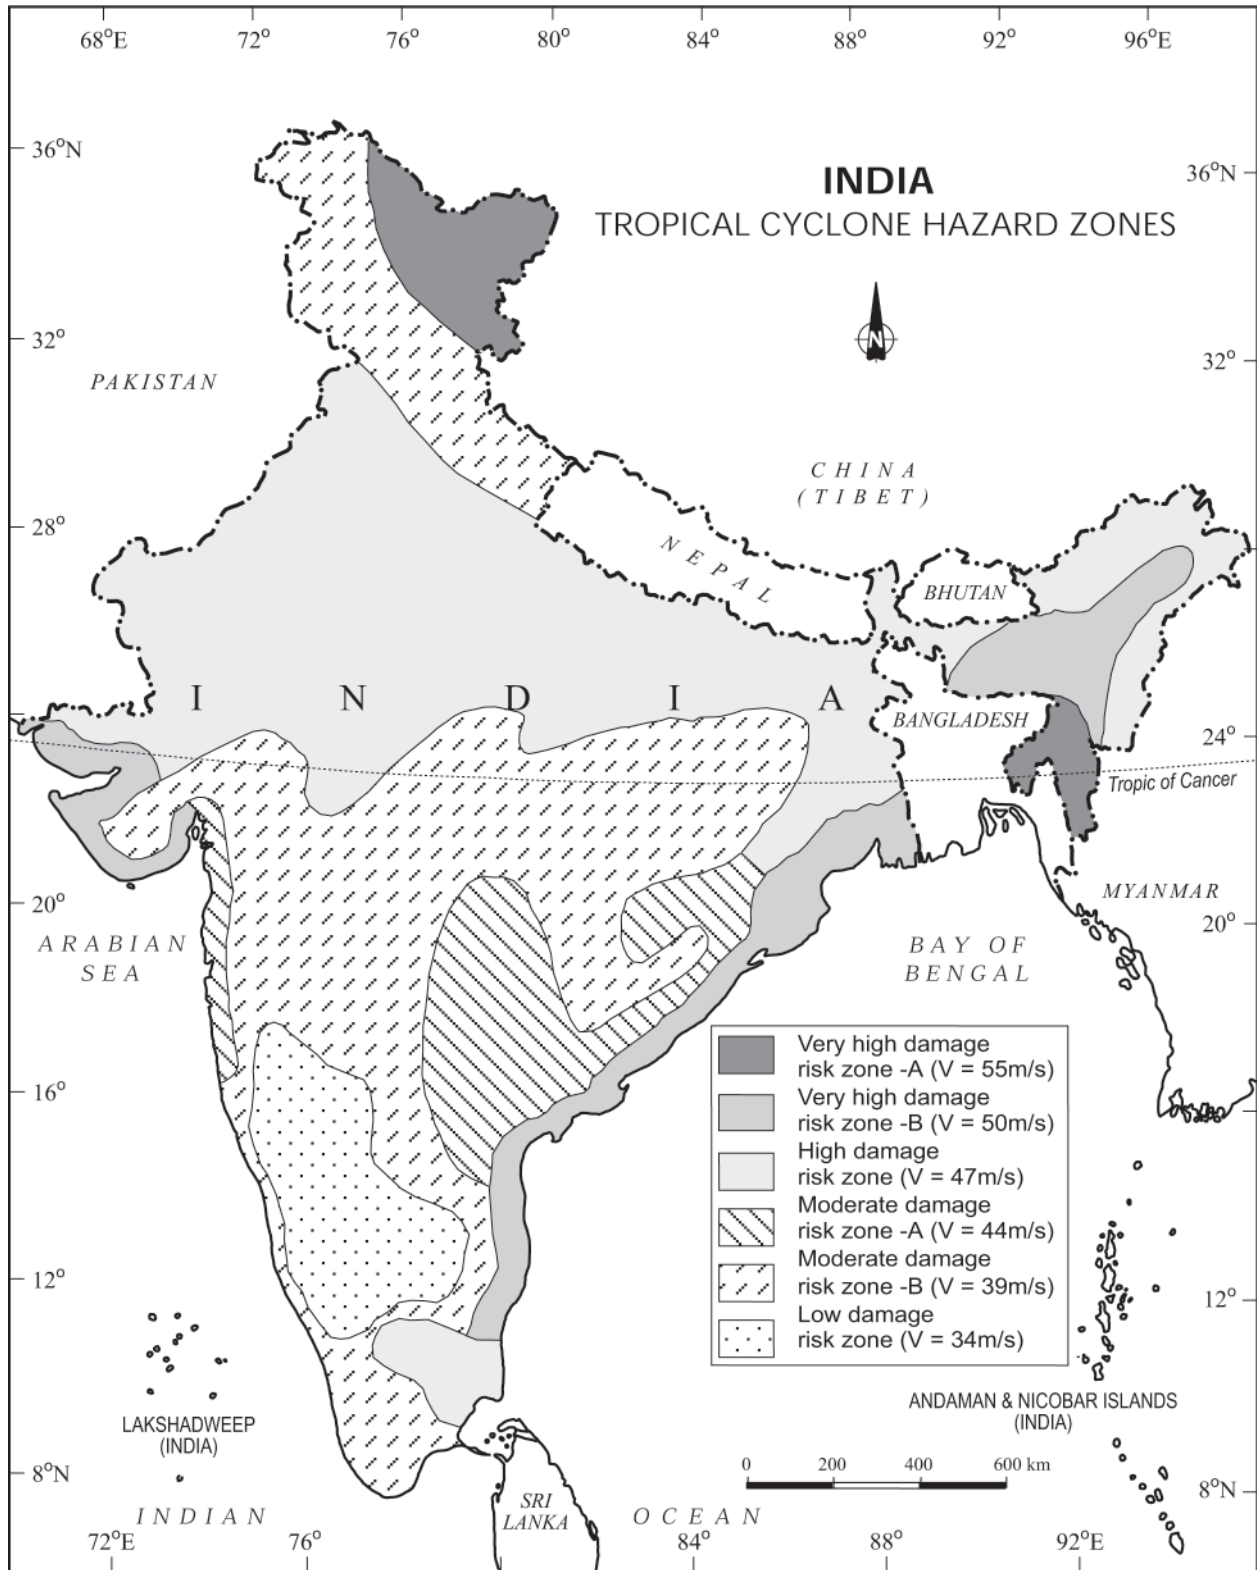 68°E 72° 76° 80° 84° 88° 92° 96°E
36°N
36°N
INDIA
TROPICAL CYCLONE HAZARD ZONES
N
32°
32°
PAKISTAN
CHINA
(TIBET)
28°
NEPAL
BHUTAN
INDIA
BANGLADESH
24°
Tropic of Cancer
MYANMAR
20°
20°
ARABIAN
SEA
BAY OF
BENGAL
Very high damage
risk zone -A (V = 55m/s)
Very high damage
risk zone -B (V = 50m/s)
High damage
risk zone (V = 47m/s)
Moderate damage
risk zone -A (V = 44m/s)
Moderate damage
risk zone -B (V = 39m/s)
Low damage
risk zone (V = 34m/s)
16°
12°
12°
LAKSHADWEEP
(INDIA)
ANDAMAN & NICOBAR ISLANDS
(INDIA)
0 200 400 600 km
8°N
8°N
SRI
LANKA
INDIAN OCEAN
72°E 76° 84° 88° 92°E